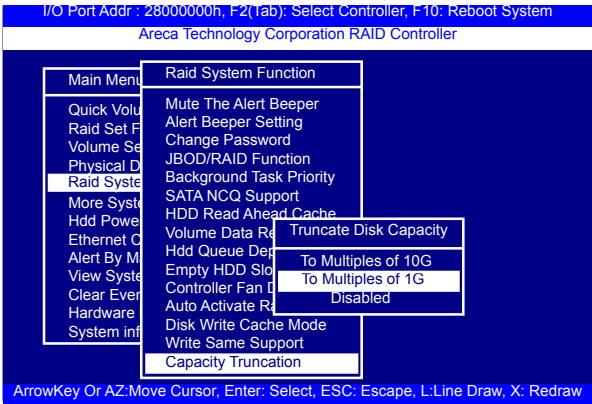 I/O Port Addr : 28000000h, F2(Tab): Select Controller, F10: Reboot System
Areca Technology Corporation RAID Controller
Main Menu
Quick Volu
Raid Set F
Volume Se
Physical D
Raid Syste
More Syste
Hdd Powe
Ethernet C
Alert By M
View Syste
Clear Even
Hardware
System inf
Raid System Function
Mute The Alert Beeper
Alert Beeper Setting
Change Password
JBOD/RAID Function
Background Task Priority
SATA NCQ Support
HDD Read Ahead Cache
Volume Data Re
Hdd Queue Dep
Empty HDD Slo
Controller Fan D
Auto Activate Ra
Disk Write Cache Mode
Write Same Support
Capacity Truncation
Truncate Disk Capacity
To Multiples of 10G
To Multiples of 1G
Disabled
ArrowKey Or AZ:Move Cursor, Enter: Select, ESC: Escape, L:Line Draw, X: Redraw